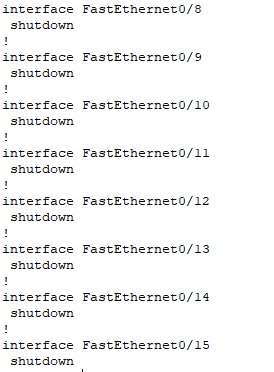 interface FastEthernet0/8
 shutdown
!
interface FastEthernet0/9
 shutdown
!
interface FastEthernet0/10
 shutdown
!
interface FastEthernet0/11
 shutdown
!
interface FastEthernet0/12
 shutdown
!
interface FastEthernet0/13
 shutdown
!
interface FastEthernet0/14
 shutdown
!
interface FastEthernet0/15
 shutdown